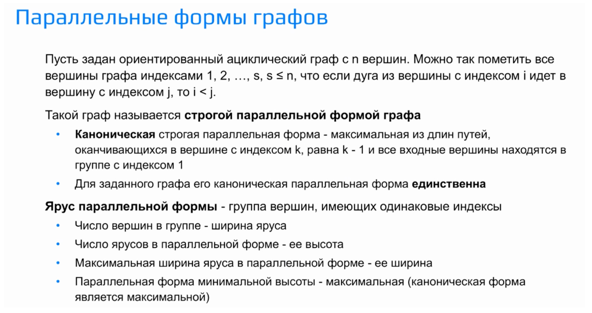 Параллельные формы графов
Пусть задан ориентированный ациклический граф с n вершин. Можно так пометить все
вершины графа индексами 1, 2, …, s, s ≤ n, что если дуга из вершины с индексом i идет в
вершину с индексом j, то i < j.
Такой граф называется строгой параллельной формой графа
• Каноническая строгая параллельная форма - максимальная из длин путей,
оканчивающихся в вершине с индексом k, равна k - 1 и все входные вершины находятся в
группе с индексом 1
• Для заданного графа его каноническая параллельная форма единственна
Ярус параллельной формы - группа вершин, имеющих одинаковые индексы
• Число вершин в группе - ширина яруса
• Число ярусов в параллельной форме - ее высота
• Максимальная ширина яруса в параллельной форме - ее ширина
• Параллельная форма минимальной высоты - максимальная (каноническая форма
является максимальной)